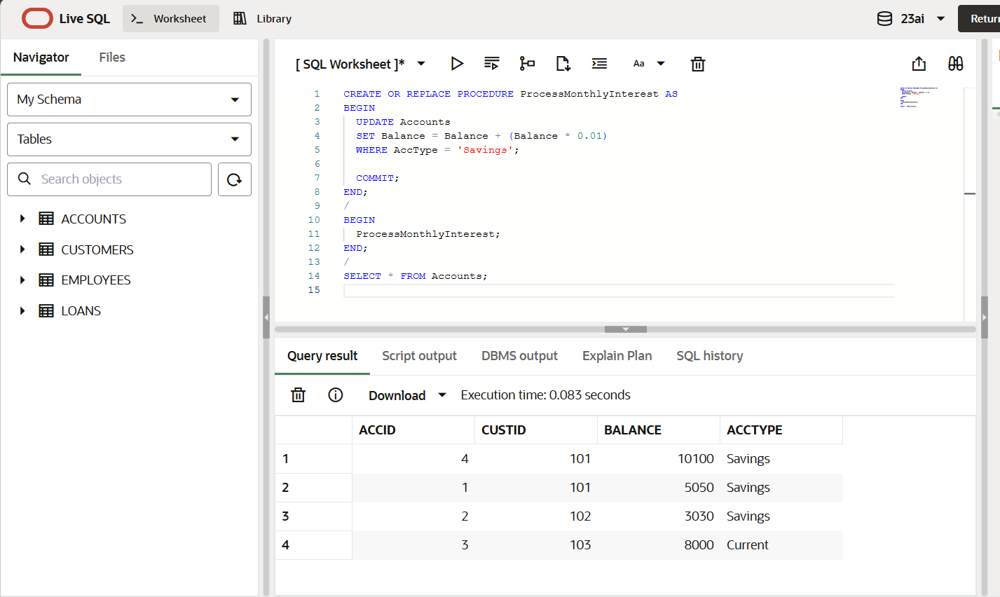 Live SQL
Worksheet
Library
23ai
Return
Navigator
Files
My Schema
Tables
Search objects
ACCOUNTS
CUSTOMERS
EMPLOYEES
LOANS
[ SQL Worksheet ]*
Aa
1 CREATE OR REPLACE PROCEDURE ProcessMonthlyInterest AS
2 BEGIN
3 UPDATE Accounts
4 SET Balance = Balance + (Balance * 0.01)
5 WHERE AccType = 'Savings';
6
7 COMMIT;
8 END;
9 /
10 BEGIN
11 ProcessMonthlyInterest;
12 END;
13 /
14 SELECT * FROM Accounts;
15
Query result Script output DBMS output Explain Plan SQL history
Download Execution time: 0.083 seconds
ACCID CUSTID BALANCE ACCTYPE
1 4 101 10100 Savings
2 1 101 5050 Savings
3 2 102 3030 Savings
4 3 103 8000 Current